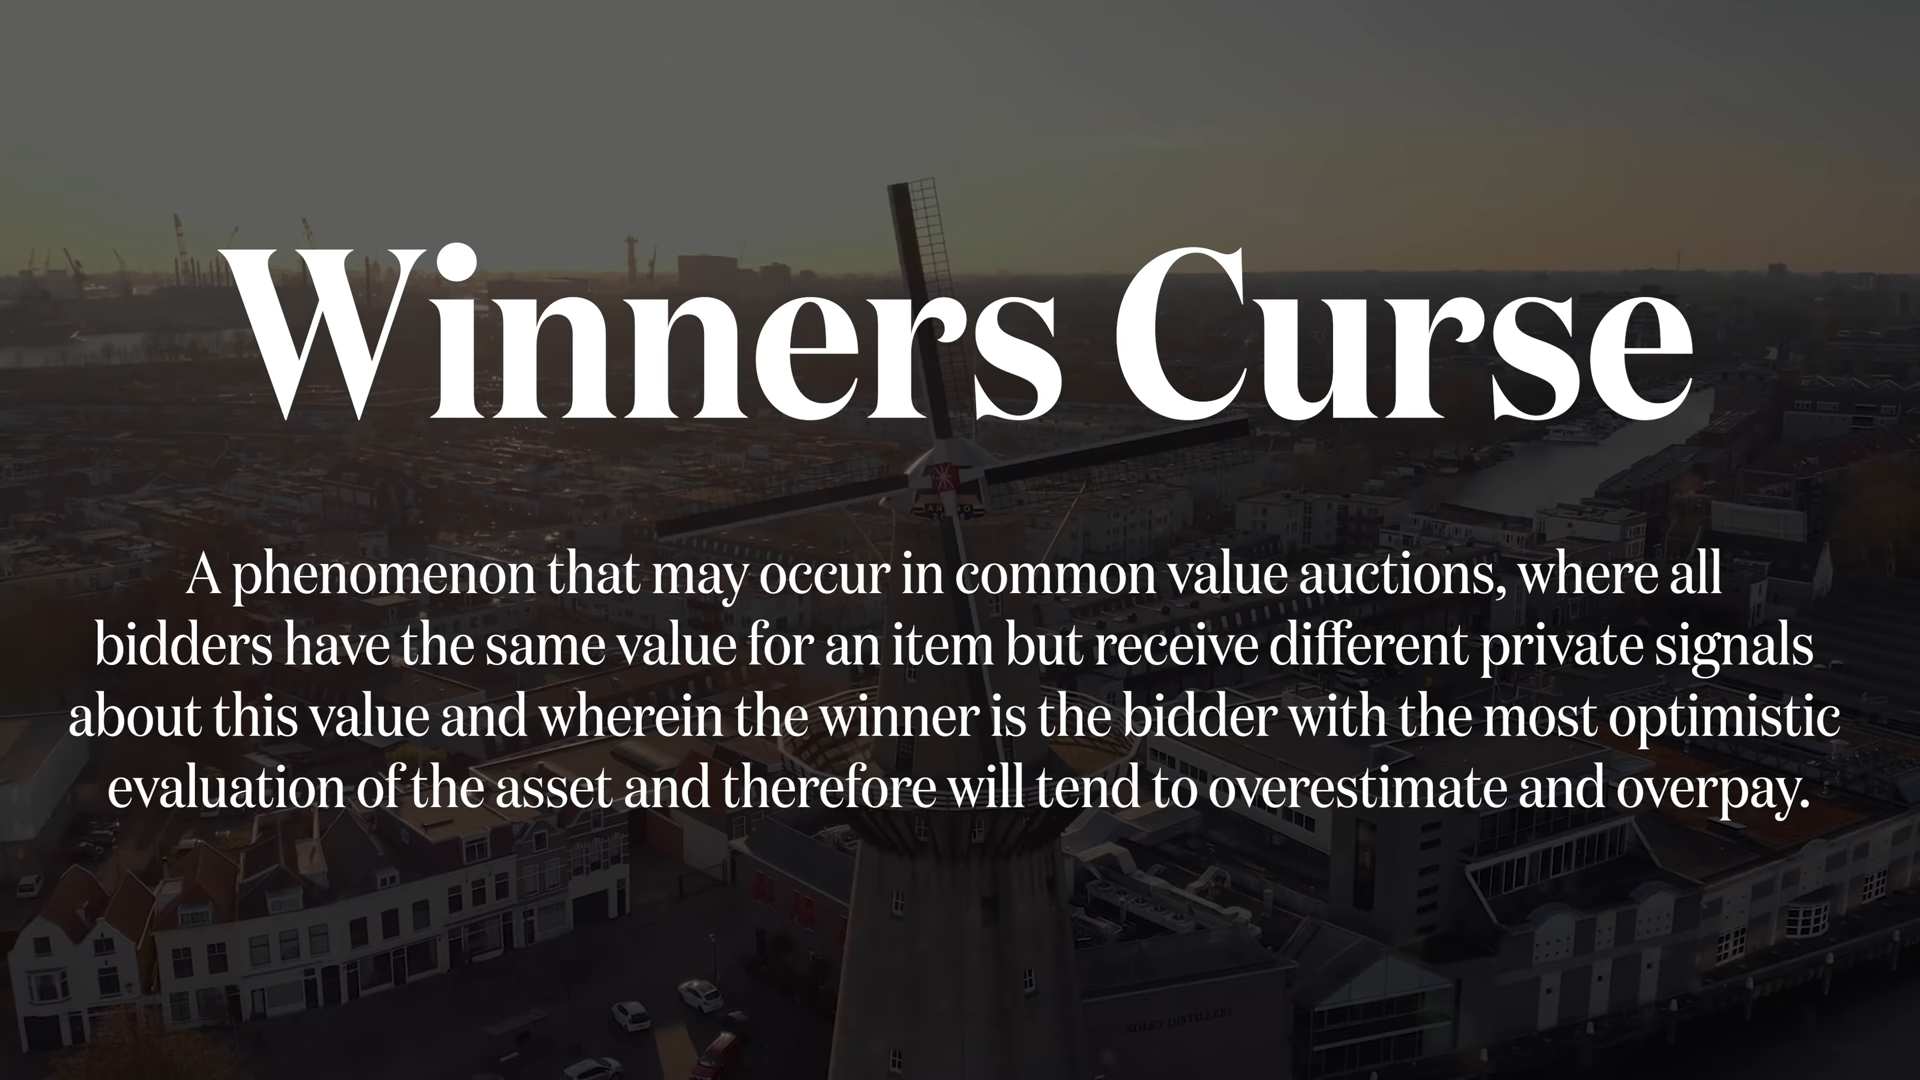 Winners Curse
A phenomenon that may occur in common value auctions, where all
bidders have the same value for an item but receive different private signals
about this value and wherein the winner is the bidder with the most optimistic
evaluation of the asset and therefore will tend to overestimate and overpay.
NOLET DISTILLERY